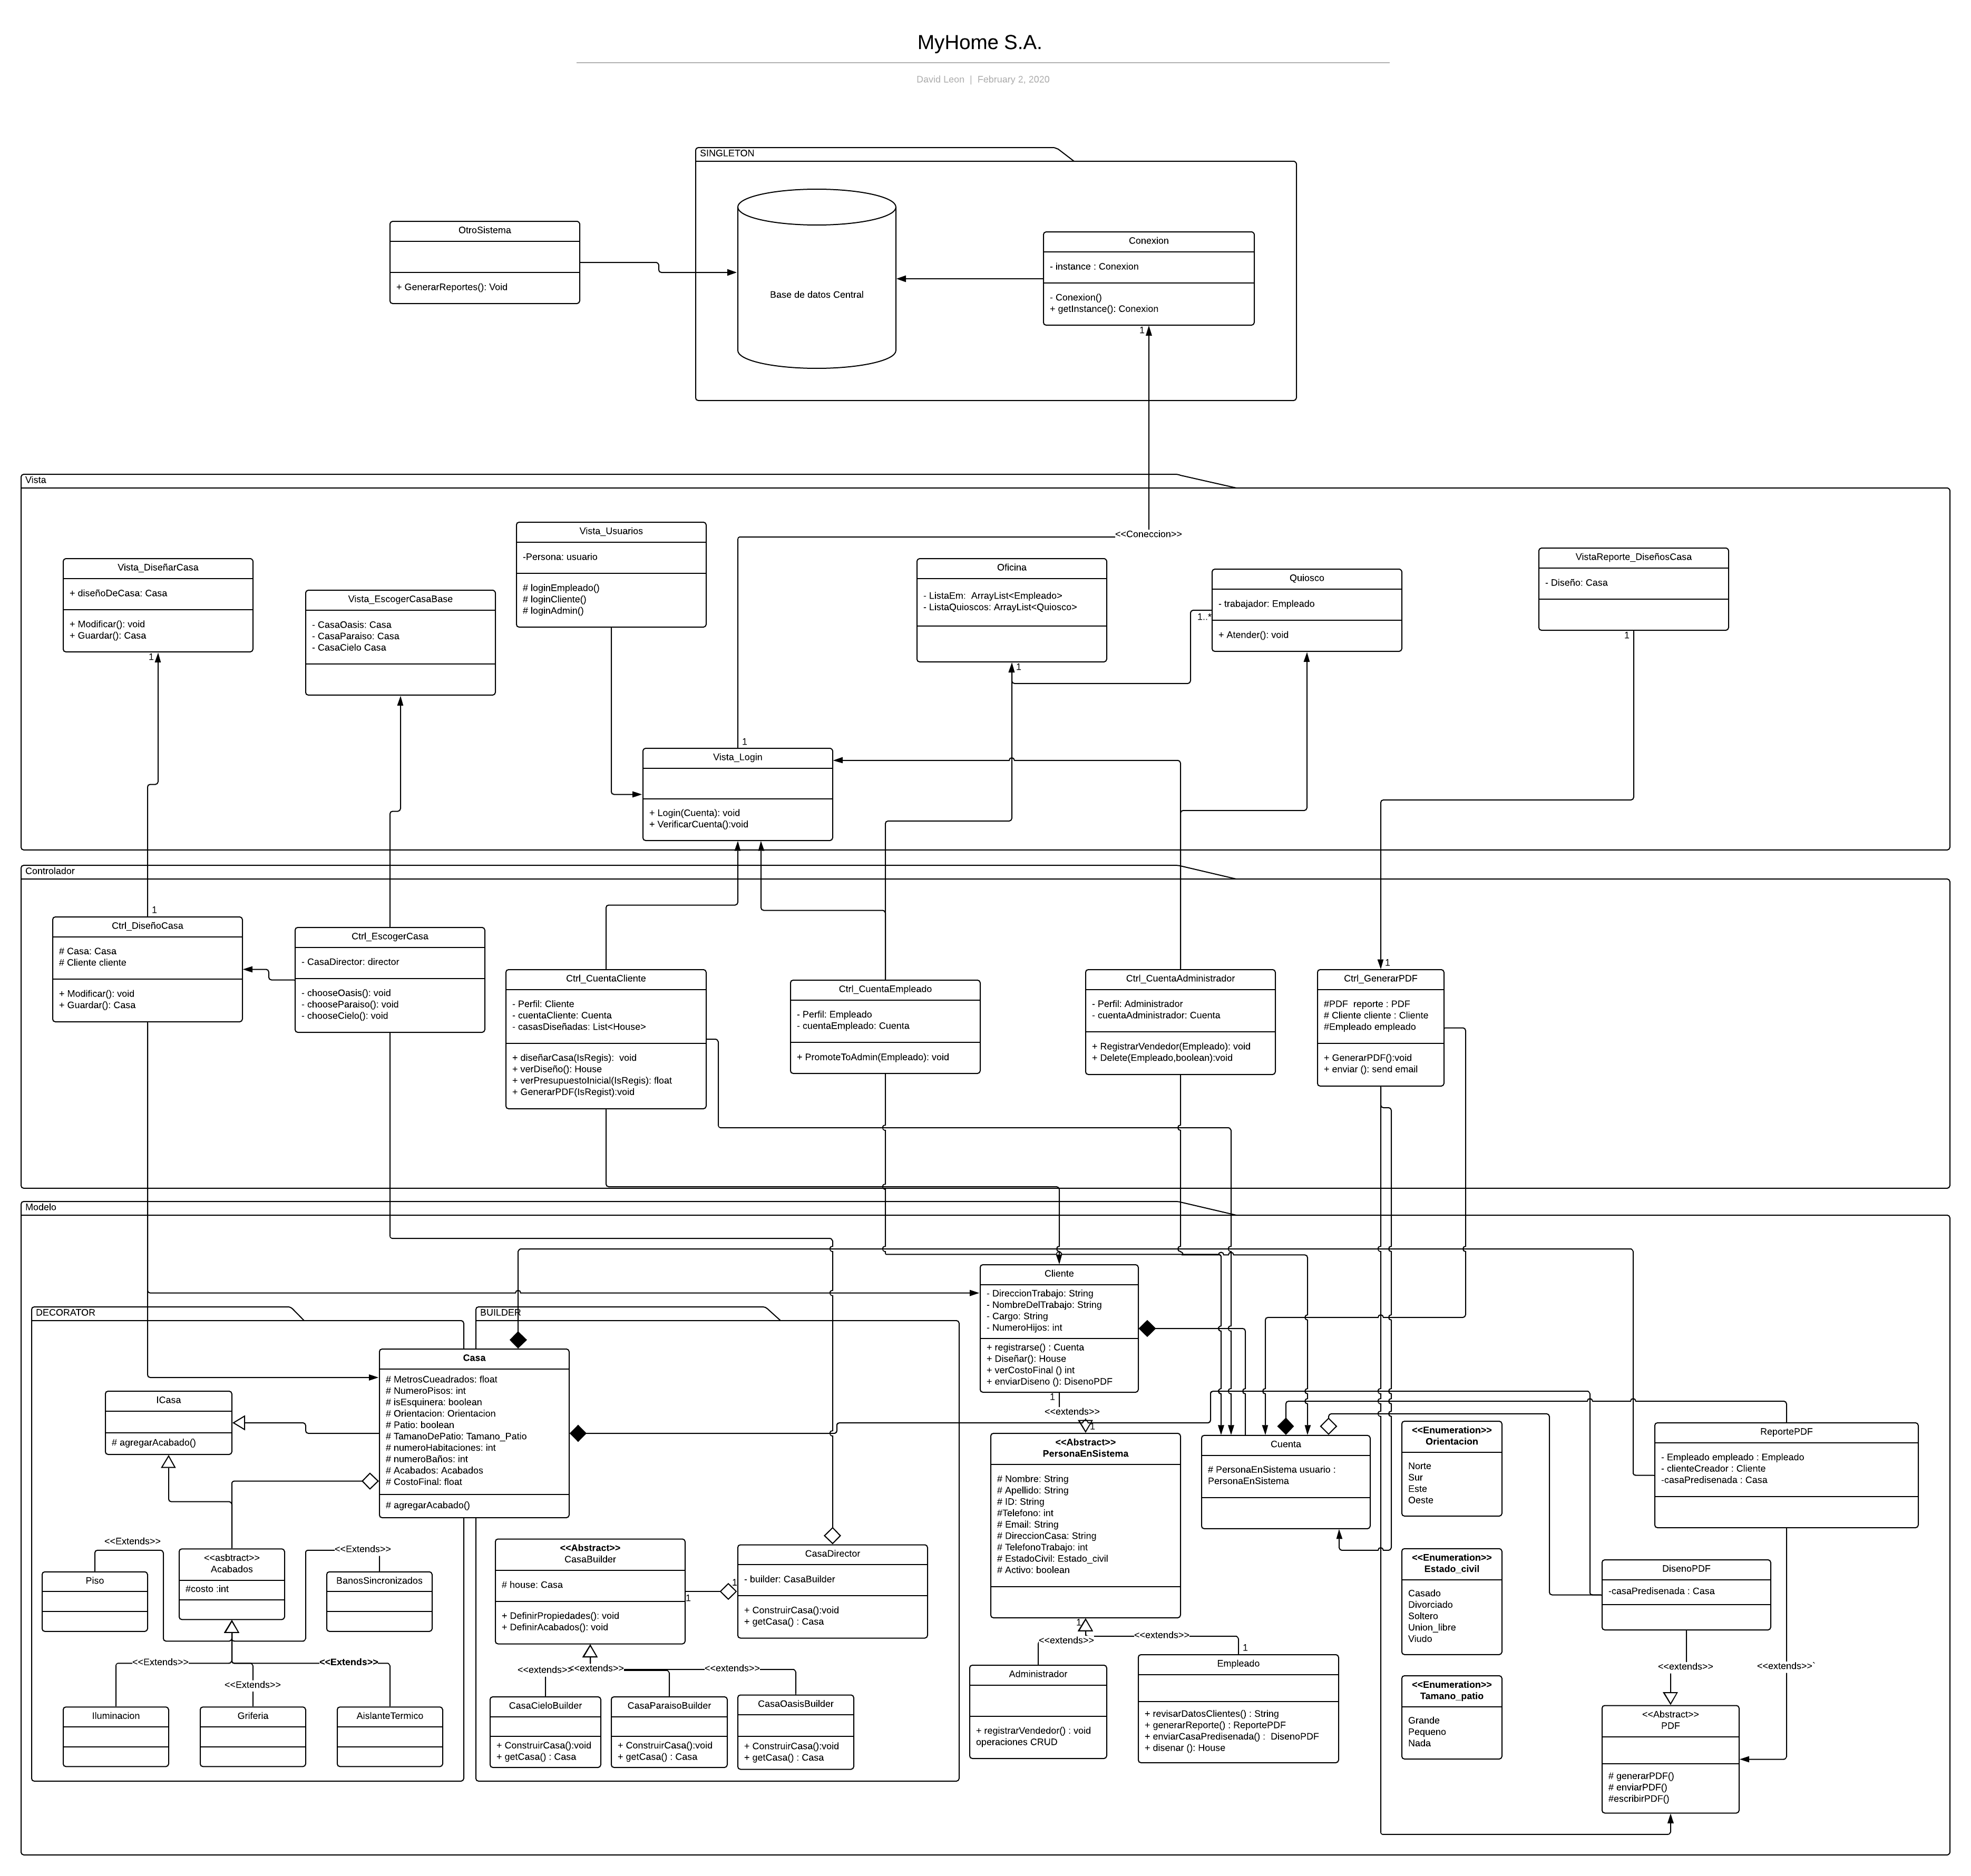 MyHome S.A.
David Leon | February 2, 2020
SINGLETON
OtroSistema
+ GenerarReportes(): Void
Base de datos Central
Conexion
- instance : Conexion
- Conexion()
+ getInstance(): Conexion
1
Vista
<<Coneccion>>
Vista_DiseñarCasa
+ diseñoDeCasa: Casa
+ Modificar(): void
+ Guardar(): Casa
1
Vista_EscogerCasaBase
- CasaOasis: Casa
- CasaParaiso: Casa
- CasaCielo Casa
Vista_Usuarios
-Persona: usuario
# loginEmpleado()
# loginCliente()
# loginAdmin()
Oficina
- ListaEm: ArrayList<Empleado>
- ListaQuioscos: ArrayList<Quiosco>
1
Quiosco
- trabajador: Empleado
+ Atender(): void
1..*
VistaReporte_DiseñosCasa
- Diseño: Casa
1
1
Vista_Login
+ Login(Cuenta): void
+ VerificarCuenta():void
Controlador
1
Ctrl_DiseñoCasa
# Casa: Casa
# Cliente cliente
+ Modificar(): void
+ Guardar(): Casa
Ctrl_EscogerCasa
- CasaDirector: director
- chooseOasis(): void
- chooseParaiso(): void
- chooseCielo(): void
Ctrl_CuentaCliente
- Perfil: Cliente
- cuentaCliente: Cuenta
- casasDiseñadas: List<House>
+ diseñarCasa(IsRegis): void
+ verDiseño(): House
+ verPresupuestoInicial(IsRegis): float
+ GenerarPDF(IsRegist):void
Ctrl_CuentaEmpleado
- Perfil: Empleado
- cuentaEmpleado: Cuenta
+ PromoteToAdmin(Empleado): void
Ctrl_CuentaAdministrador
- Perfil: Administrador
- cuentaAdministrador: Cuenta
+ RegistrarVendedor(Empleado): void
+ Delete(Empleado,boolean):void
1
Ctrl_GenerarPDF
#PDF reporte : PDF
# Cliente cliente : Cliente
#Empleado empleado
+ GenerarPDF():void
+ enviar (): send email
Modelo
DECORATOR
BUILDER
Casa
# MetrosCueadrados: float
# NumeroPisos: int
# isEsquinera: boolean
# Orientacion: Orientacion
# Patio: boolean
# TamanoDePatio: Tamano_Patio
# numeroHabitaciones: int
# numeroBaños: int
# Acabados: Acabados
# CostoFinal: float
# agregarAcabado()
ICasa
# agregarAcabado()
<<Extends>>
Piso
<<asbtract>>
Acabados
#costo :int
<<Extends>>
BanosSincronizados
<<Extends>>
<<Extends>>
<<Extends>>
Iluminacion
Griferia
AislanteTermico
<<Abstract>>
CasaBuilder
# house: Casa
+ DefinirPropiedades(): void
+ DefinirAcabados(): void
1
1
CasaDirector
- builder: CasaBuilder
+ ConstruirCasa():void
+ getCasa() : Casa
<<extends>>
<<extends>>
<<extends>>
CasaCieloBuilder
+ ConstruirCasa():void
+ getCasa() : Casa
CasaParaisoBuilder
+ ConstruirCasa():void
+ getCasa() : Casa
CasaOasisBuilder
+ ConstruirCasa():void
+ getCasa() : Casa
Cliente
- DireccionTrabajo: String
- NombreDelTrabajo: String
- Cargo: String
- NumeroHijos: int
+ registrarse() : Cuenta
+ Diseñar(): House
+ verCostoFinal () int
+ enviarDiseno (): DisenoPDF
1
<<extends>>
1
<<Abstract>>
PersonaEnSistema
# Nombre: String
# Apellido: String
# ID: String
#Telefono: int
# Email: String
# DireccionCasa: String
# TelefonoTrabajo: int
# EstadoCivil: Estado_civil
# Activo: boolean
1
<<extends>>
<<extends>>
1
Administrador
+ registrarVendedor() : void
operaciones CRUD
Empleado
+ revisarDatosClientes() : String
+ generarReporte() : ReportePDF
+ enviarCasaPredisenada() : DisenoPDF
+ disenar (): House
Cuenta
# PersonaEnSistema usuario :
PersonaEnSistema
<<Enumeration>>
Orientacion
Norte
Sur
Este
Oeste
<<Enumeration>>
Estado_civil
Casado
Divorciado
Soltero
Union_libre
Viudo
<<Enumeration>>
Tamano_patio
Grande
Pequeno
Nada
ReportePDF
- Empleado empleado : Empleado
- clienteCreador : Cliente
-casaPredisenada : Casa
DisenoPDF
-casaPredisenada : Casa
<<extends>>
<<extends>>`
<<Abstract>>
PDF
# generarPDF()
# enviarPDF()
#escribirPDF()